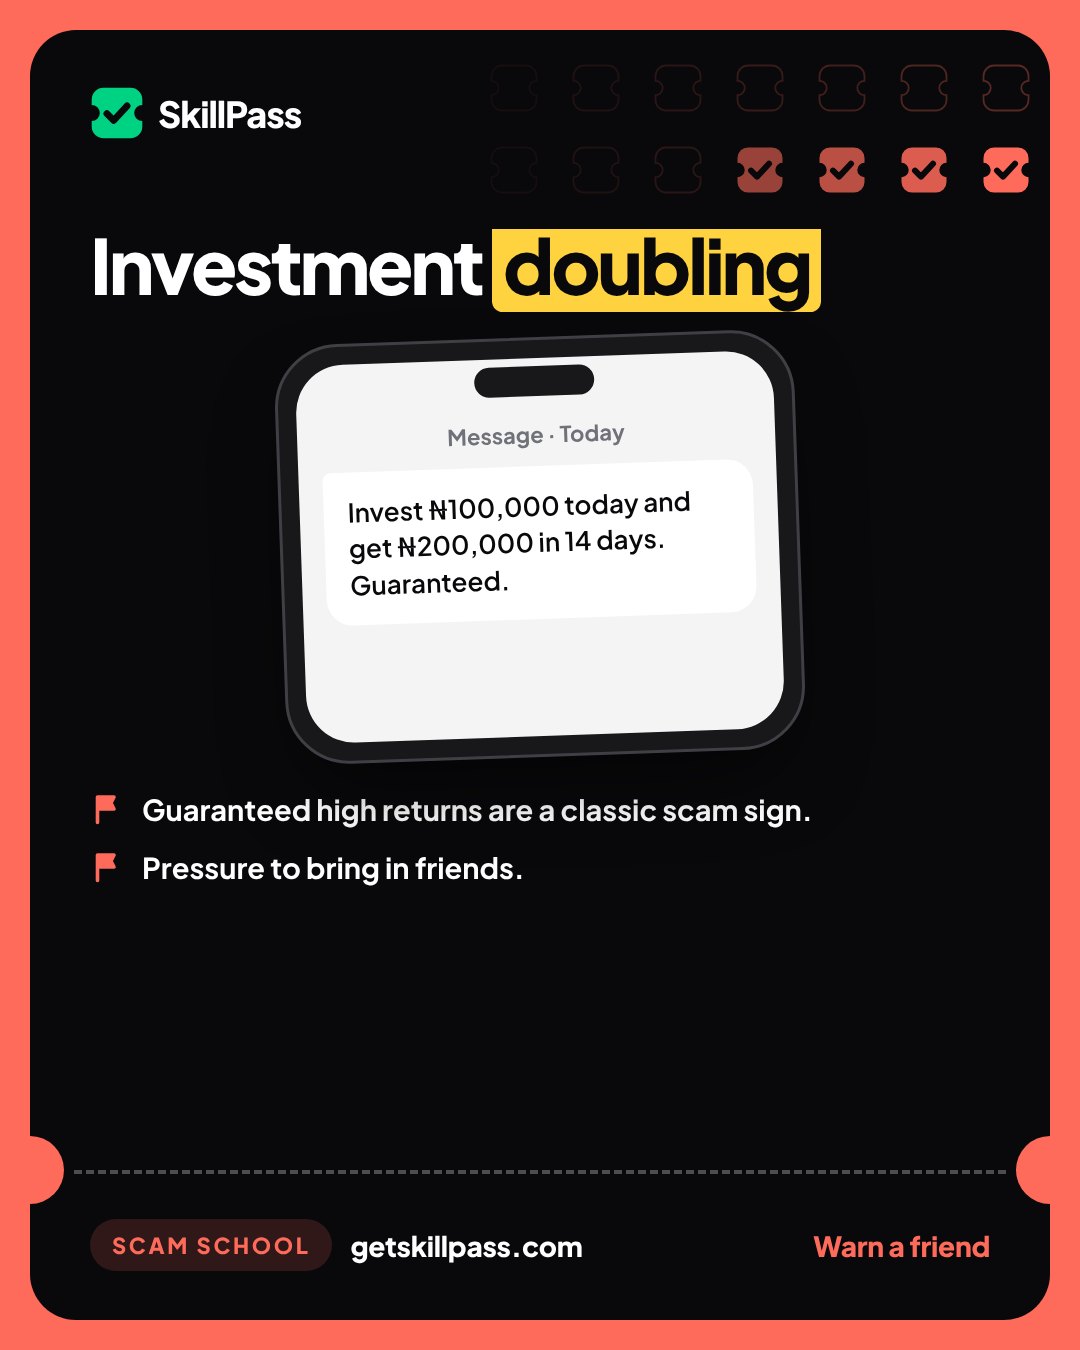 SkillPass
Investment doubling
Message · Today
Invest ₦100,000 today and
get ₦200,000 in 14 days.
Guaranteed.
Guaranteed high returns are a classic scam sign.
Pressure to bring in friends.
SCAM SCHOOL getskillpass.com Warn a friend